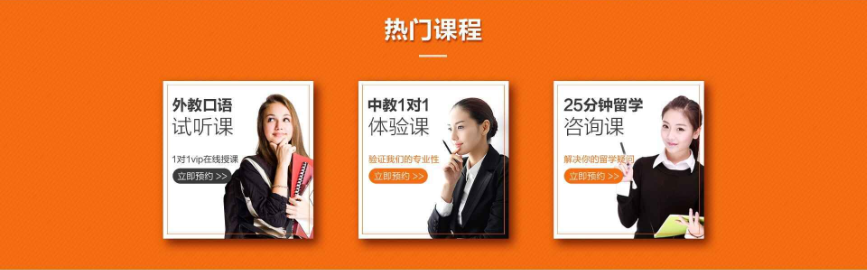 热门课程
外教口语
试听课
1对1vip在线授课
立即预约 >>
中教1对1
体验课
验证我们的专业性
立即预约 >>
25分钟留学
咨询课
解决你的留学疑问
立即预约 >>